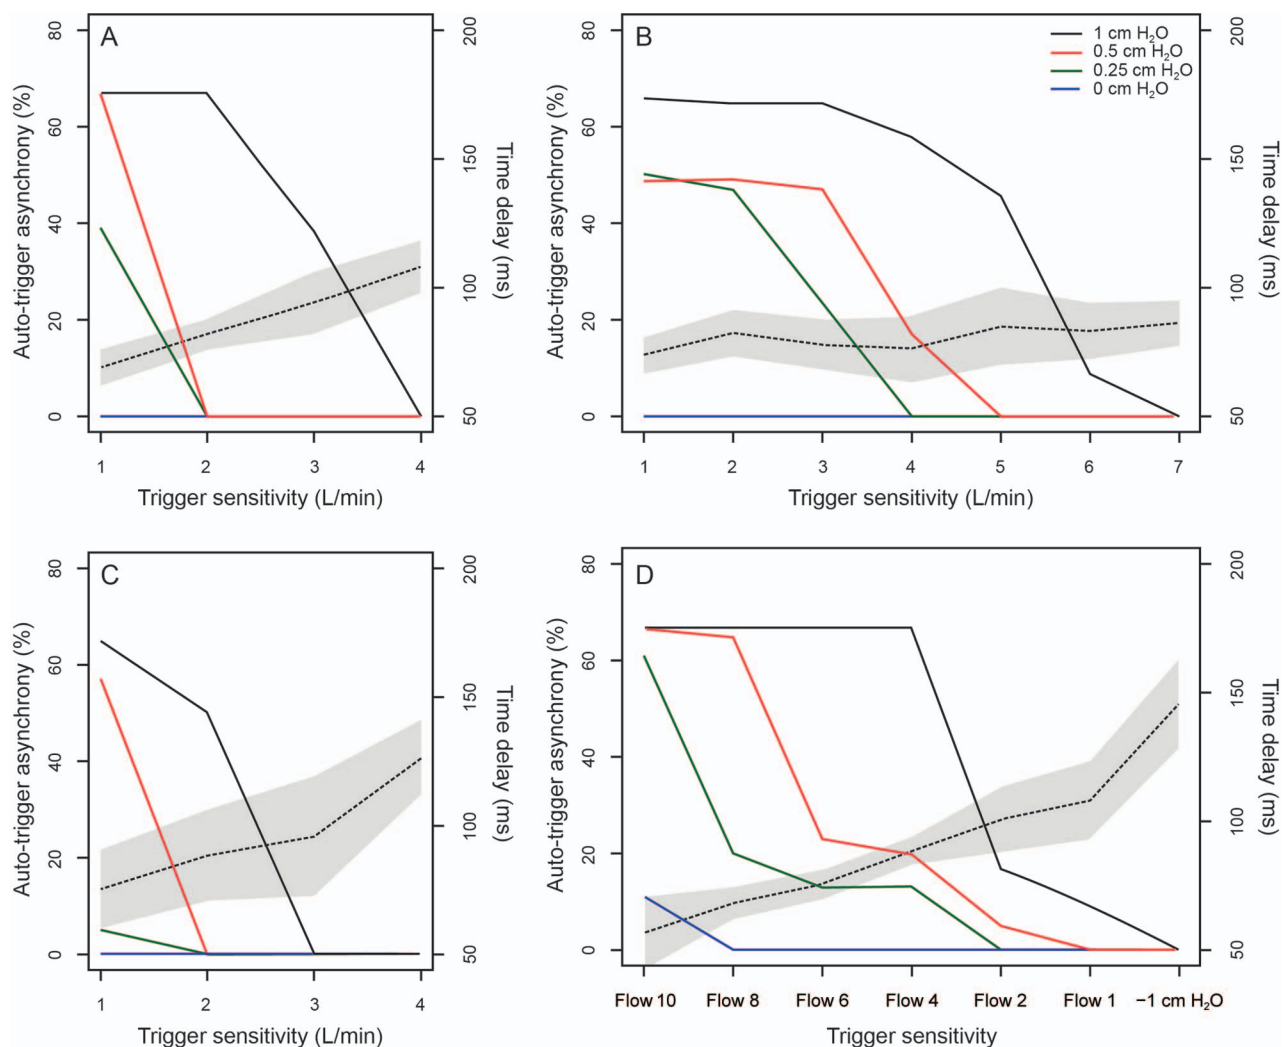 A
80
60
40
20
0
Auto-trigger asynchrony (%)
200
150
100
50
Time delay (ms)
1 2 3 4
Trigger sensitivity (L/min)
B
1 cm H₂O
0.5 cm H₂O
0.25 cm H₂O
0 cm H₂O
80
60
40
20
0
Auto-trigger asynchrony (%)
200
150
100
50
Time delay (ms)
1 2 3 4 5 6 7
Trigger sensitivity (L/min)
C
80
60
40
20
0
Auto-trigger asynchrony (%)
200
150
100
50
Time delay (ms)
1 2 3 4
Trigger sensitivity (L/min)
D
80
60
40
20
0
Auto-trigger asynchrony (%)
200
150
100
50
Time delay (ms)
Flow 10 Flow 8 Flow 6 Flow 4 Flow 2 Flow 1 −1 cm H₂O
Trigger sensitivity